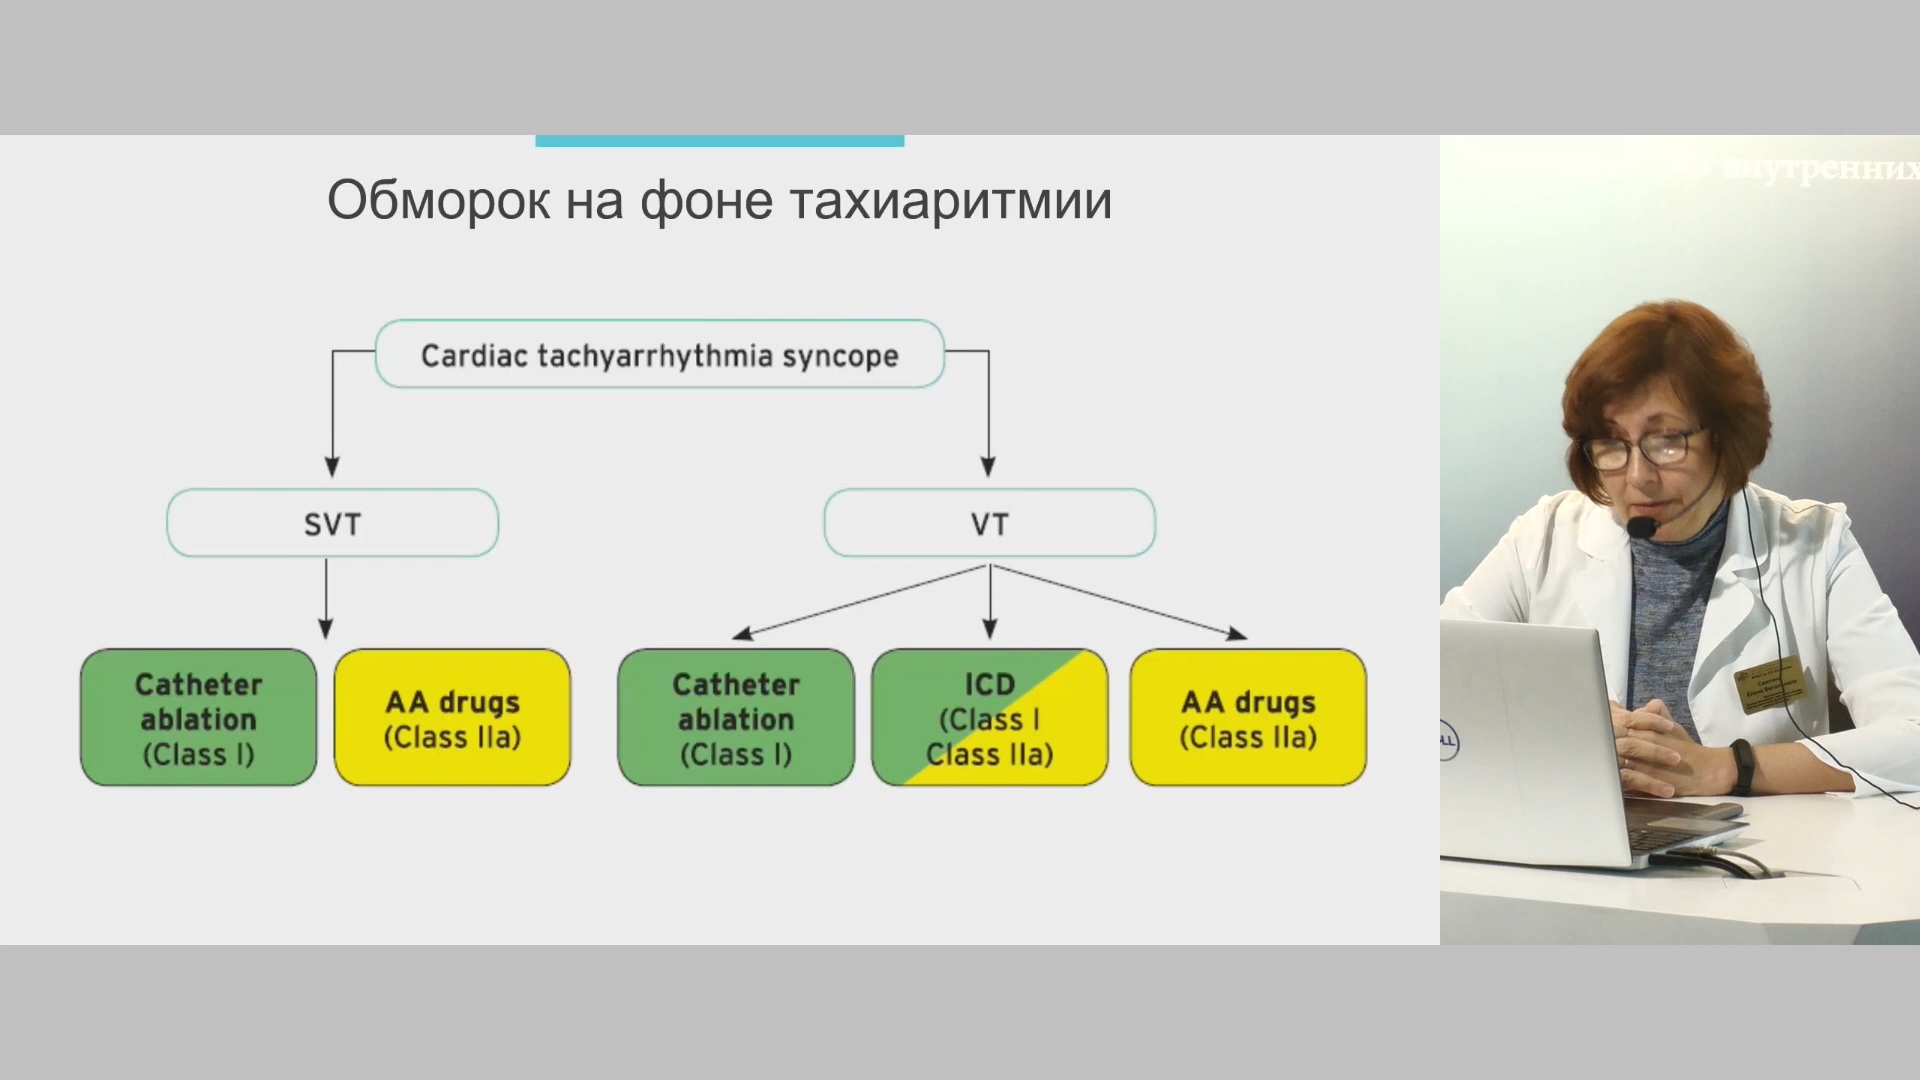 Обморок на фоне тахиаритмии
Cardiac tachyarrhythmia syncope
SVT
VT
Catheter
ablation
(Class I)
AA drugs
(Class IIa)
Catheter
ablation
(Class I)
ICD
(Class I
Class IIa)
AA drugs
(Class IIa)
внутренних